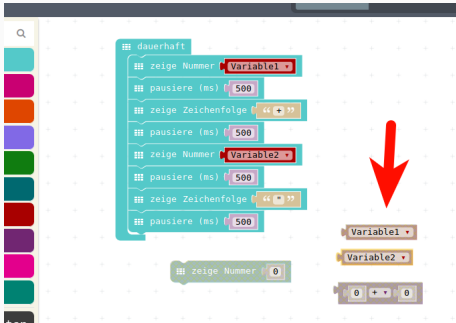 dauerhaft
zeige Nummer Variable1
pausiere (ms) 500
zeige Zeichenfolge “ + ”
pausiere (ms) 500
zeige Nummer Variable2
pausiere (ms) 500
zeige Zeichenfolge “ = ”
pausiere (ms) 500
Variable1
Variable2
zeige Nummer 0
0 + 0